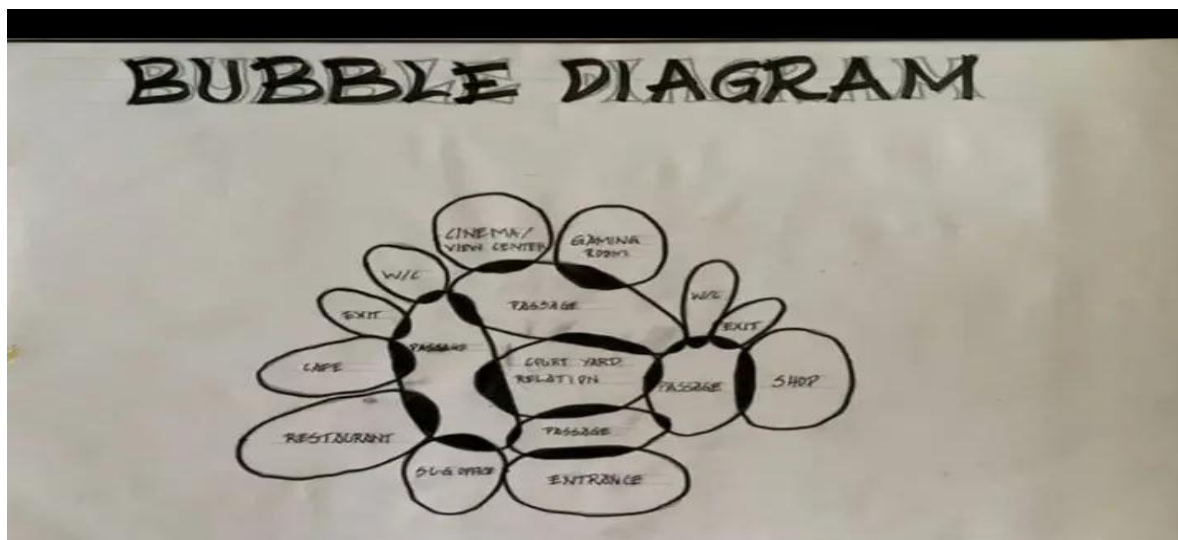 BUBBLE DIAGRAM
CINEMA/
VIEW CENTER
GAMING
ROOM
W/C
W/C
EXIT
PASSAGE
EXIT
PASSAGE
CAFE
COURT YARD
RELATION
PASSAGE
SHOP
RESTAURANT
PASSAGE
S.U.G OFFICE
ENTRANCE